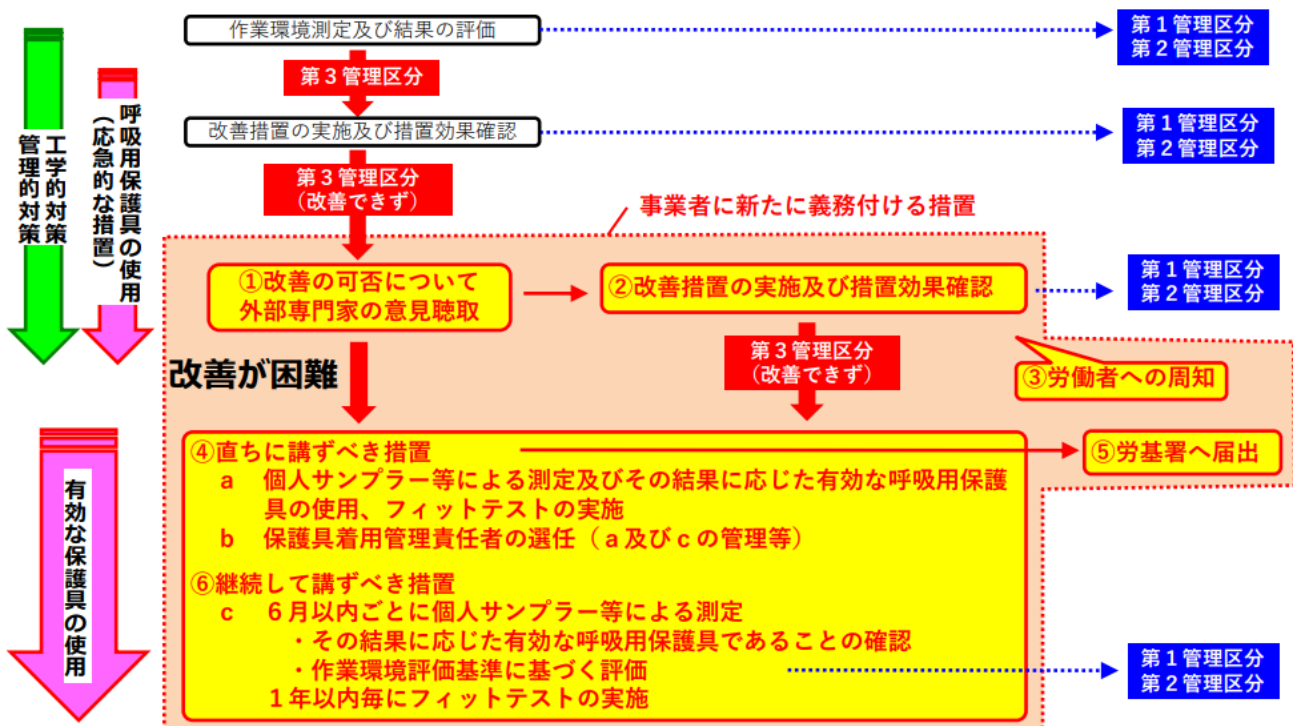 作業環境測定及び結果の評価
第１管理区分
第２管理区分
第３管理区分
改善措置の実施及び措置効果確認
第１管理区分
第２管理区分
第３管理区分
（改善できず）
工学的対策
管理的対策
呼吸用保護具の使用
（応急的な措置）
事業者に新たに義務付ける措置
①改善の可否について
外部専門家の意見聴取
②改善措置の実施及び措置効果確認
第１管理区分
第２管理区分
改善が困難
第３管理区分
（改善できず）
③労働者への周知
④直ちに講ずべき措置
⑤労基署へ届出
a 個人サンプラー等による測定及びその結果に応じた有効な呼吸用保護
具の使用、フィットテストの実施
b 保護具着用管理責任者の選任（a及びcの管理等）
⑥継続して講ずべき措置
c ６月以内ごとに個人サンプラー等による測定
・その結果に応じた有効な呼吸用保護具であることの確認
・作業環境評価基準に基づく評価
１年以内毎にフィットテストの実施
有効な保護具の使用
第１管理区分
第２管理区分